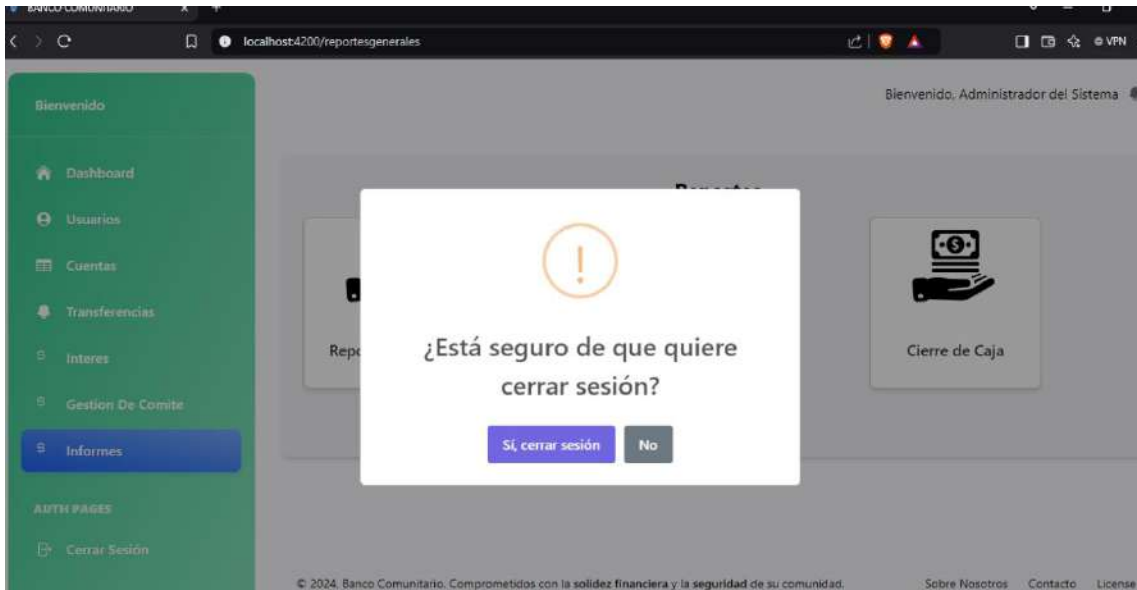 BANCO COMUNITARIO
localhost:4200/reportesgenerales
VPN
Bienvenido
Bienvenido, Administrador del Sistema
Dashboard
Usuarios
Cuentas
Transferencias
Interes
Gestion De Comite
Informes
AUTH PAGES
Cerrar Sesión
¿Está seguro de que quiere
cerrar sesión?
Sí, cerrar sesión
No
Cierre de Caja
© 2024, Banco Comunitario. Comprometidos con la solidez financiera y la seguridad de su comunidad.
Sobre Nosotros
Contacto
License